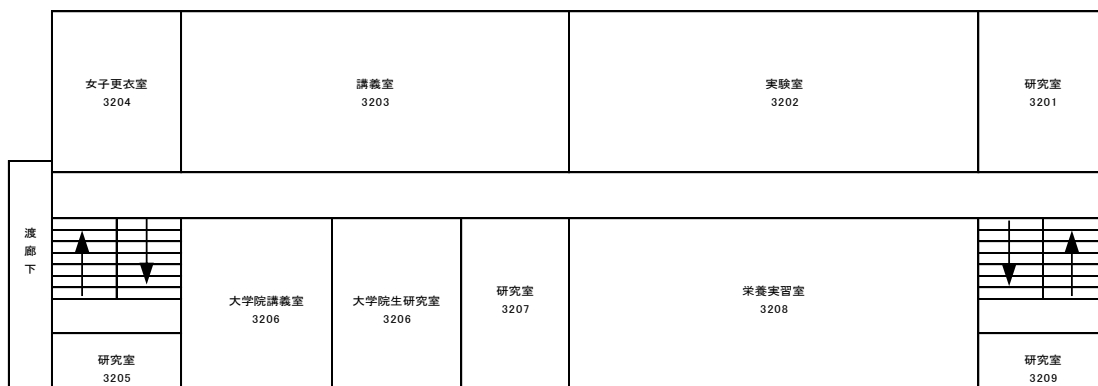 女子更衣室
3204
講義室
3203
実験室
3202
研究室
3201
渡廊下
大学院講義室
3206
大学院生研究室
3206
研究室
3207
栄養実習室
3208
研究室
3205
研究室
3209